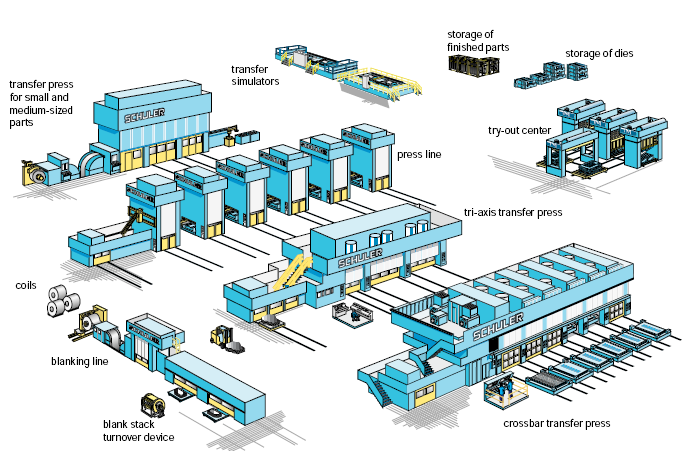 storage of
finished parts
storage of dies
transfer
simulators
transfer press
for small and
medium-sized
parts
SCHULER
try-out center
press line
tri-axis transfer press
SCHULER
coils
SCHULER
blanking line
blank stack
turnover device
crossbar transfer press